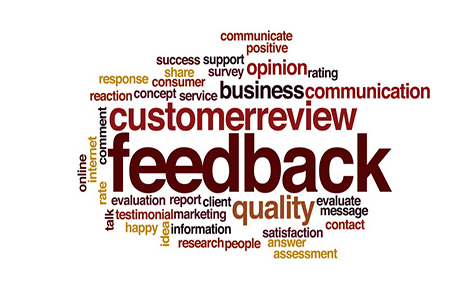 communicate
positive
success support opinion rating
response share survey
consumer
reaction concept service business communication
customerreview
comment
feedback
online
internet
rate
talk
evaluation report client quality evaluate
testimonial marketing message
happy idea information satisfaction contact
research people answer
assessment